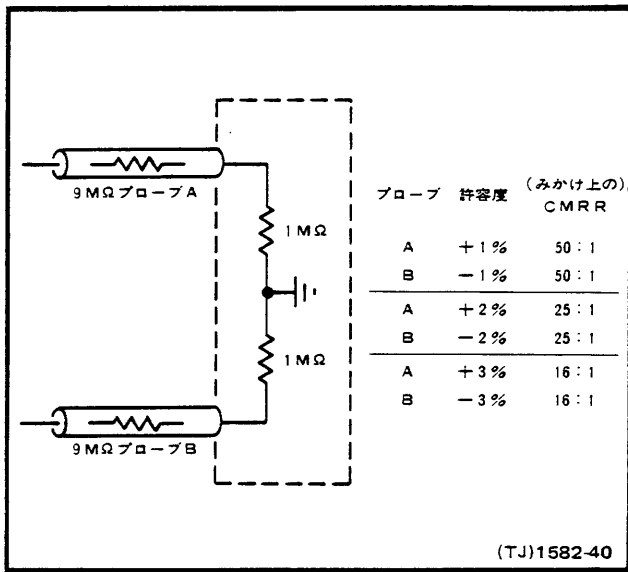 9MΩプローブA
1MΩ
1MΩ
9MΩプローブB
プローブ 許容度 (みかけ上の) CMRR
A +1% 50:1
B -1% 50:1
A +2% 25:1
B -2% 25:1
A +3% 16:1
B -3% 16:1
(TJ)1582-40